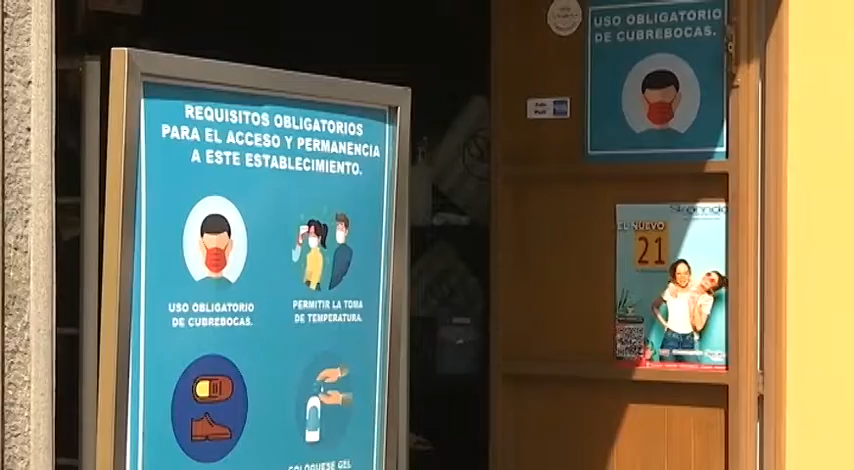 REQUISITOS OBLIGATORIOS
PARA EL ACCESO Y PERMANENCIA
A ESTE ESTABLECIMIENTO.
USO OBLIGATORIO
DE CUBREBOCAS.
PERMITIR LA TOMA
DE TEMPERATURA.
GEL
USO OBLIGATORIO
DE CUBREBOCAS.
EL NUEVO
21